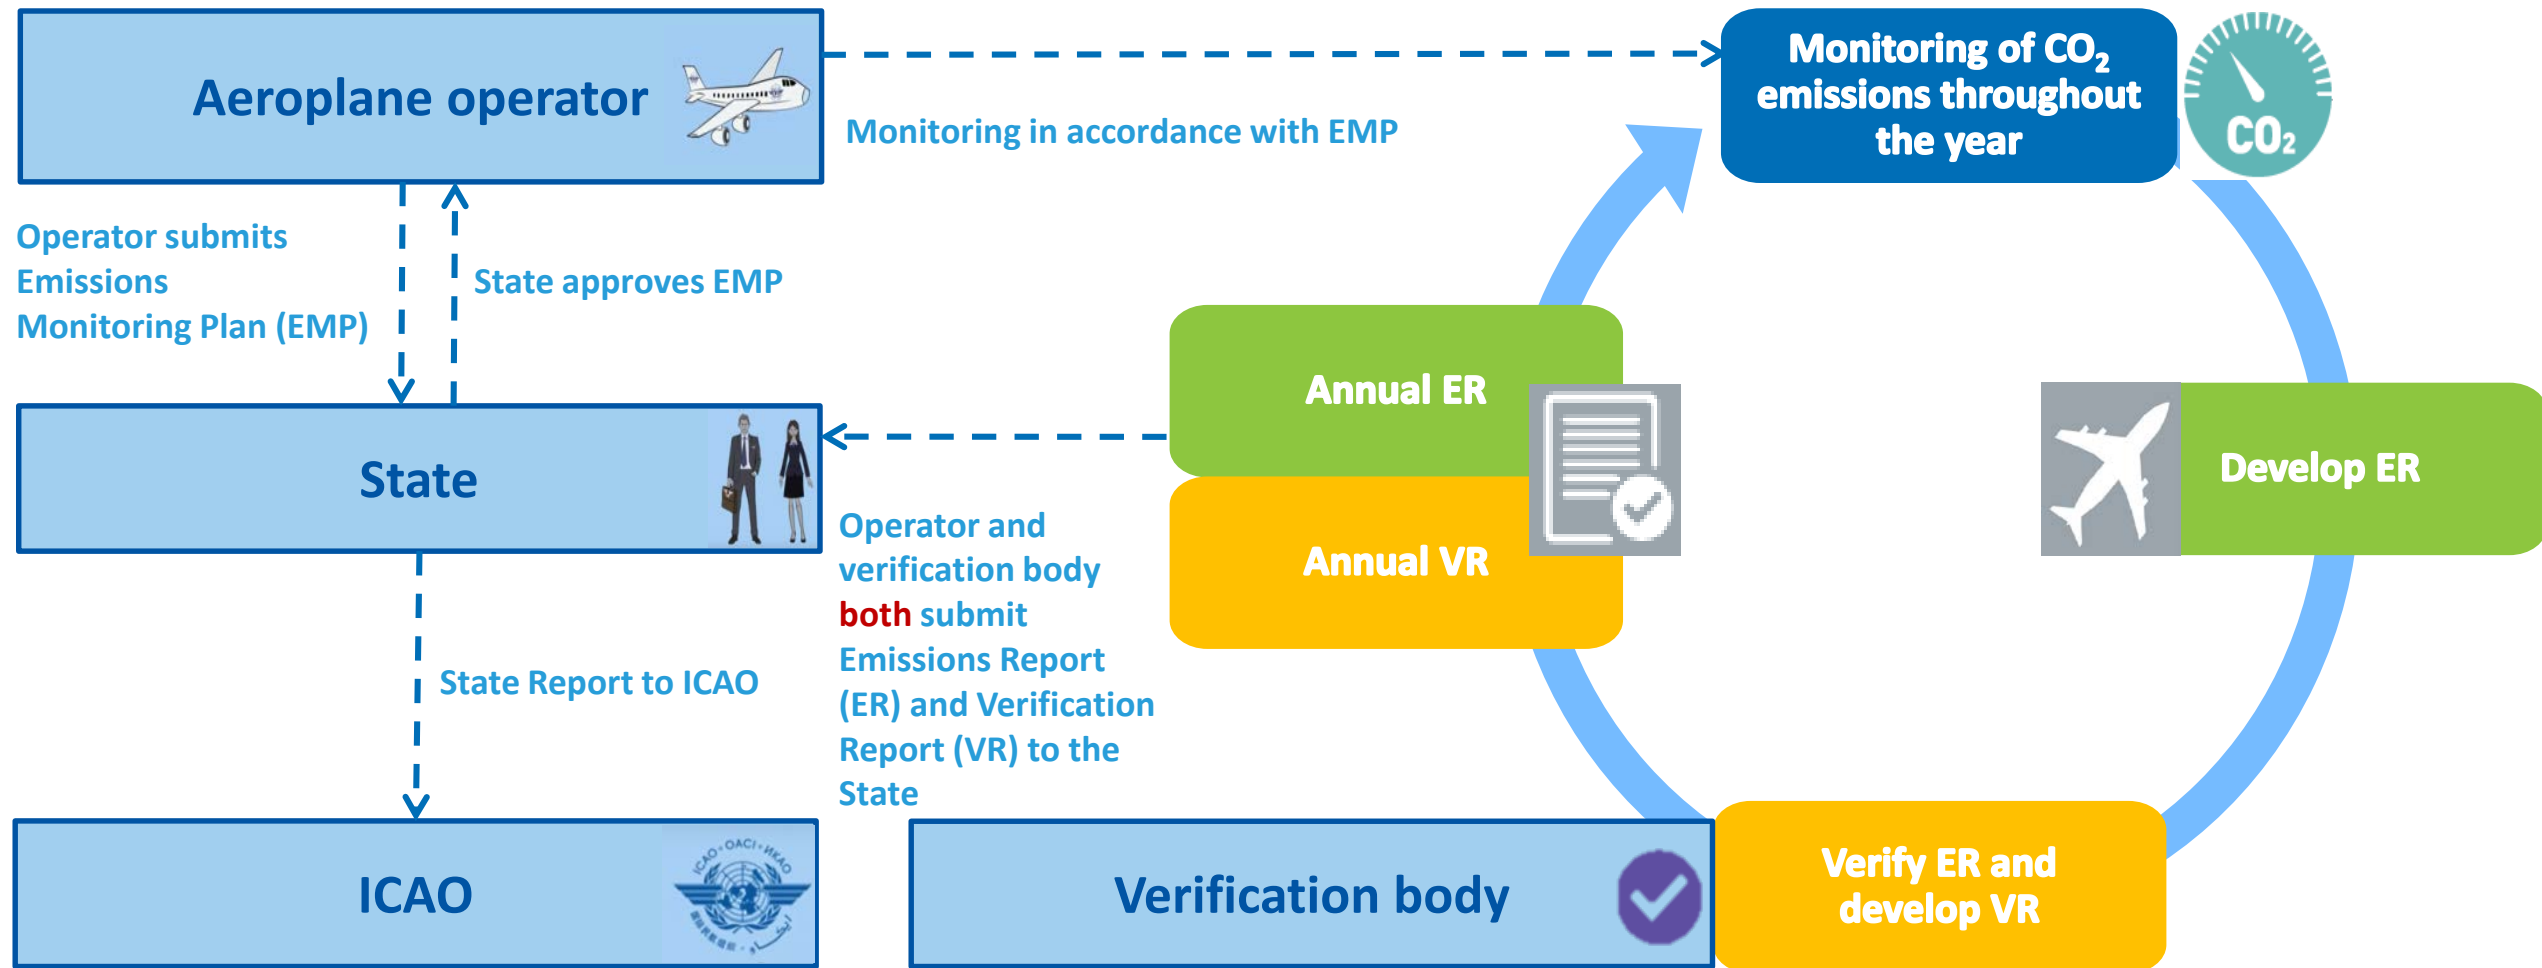 Aeroplane operator
Monitoring in accordance with EMP
Monitoring of CO₂
emissions throughout
the year
CO₂
Operator submits
Emissions
Monitoring Plan (EMP)
State approves EMP
State
Annual ER
Annual VR
Develop ER
Operator and
verification body
both submit
Emissions Report
(ER) and Verification
Report (VR) to the
State
State Report to ICAO
ICAO
ICAO · OACI · ИКАО
Verification body
Verify ER and
develop VR